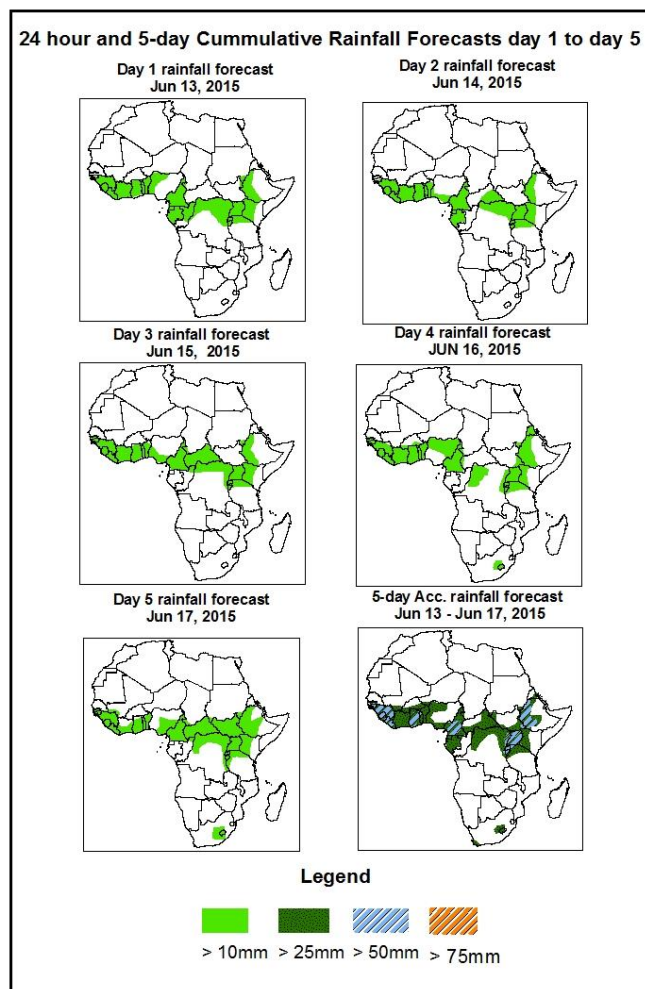 24 hour and 5-day Cummulative Rainfall Forecasts day 1 to day 5
Day 1 rainfall forecast
Jun 13, 2015
Day 2 rainfall forecast
Jun 14, 2015
Day 3 rainfall forecast
Jun 15, 2015
Day 4 rainfall forecast
JUN 16, 2015
Day 5 rainfall forecast
Jun 17, 2015
5-day Acc. rainfall forecast
Jun 13 - Jun 17, 2015
Legend
> 10mm > 25mm > 50mm > 75mm